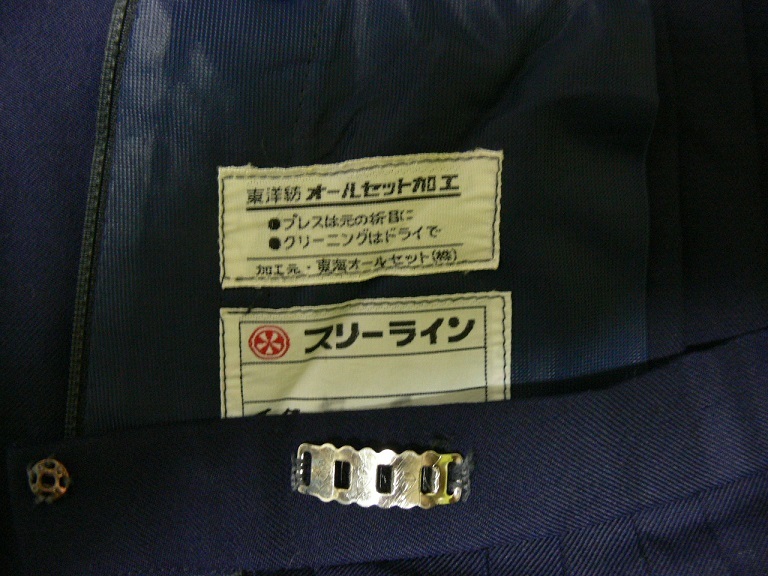 東洋紡 オールセット加工
●プレスは元の折目に
●クリーニングはドライで
加工元・東海オールセット(株)
スリーライン